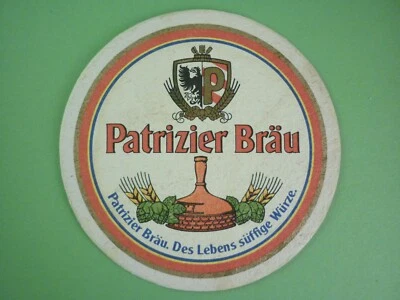 P
Patrizier Bräu
Patrizier Bräu. Des Lebens süffige Würze.